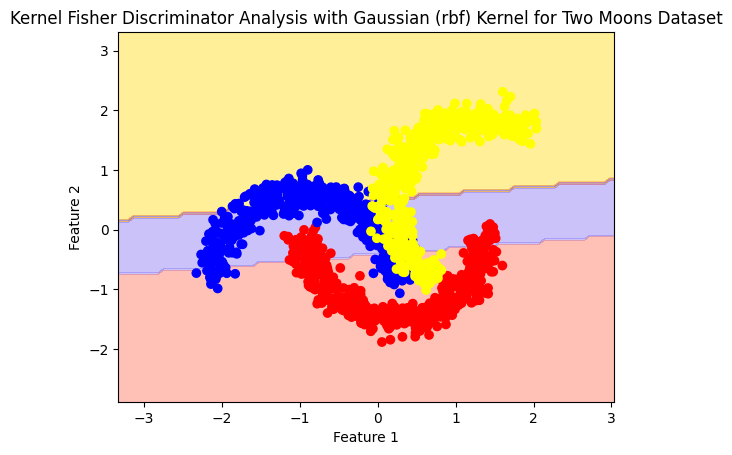 Kernel Fisher Discriminator Analysis with Gaussian (rbf) Kernel for Two Moons Dataset
3
2
1
0
−1
−2
Feature 2
−3 −2 −1 0 1 2 3
Feature 1